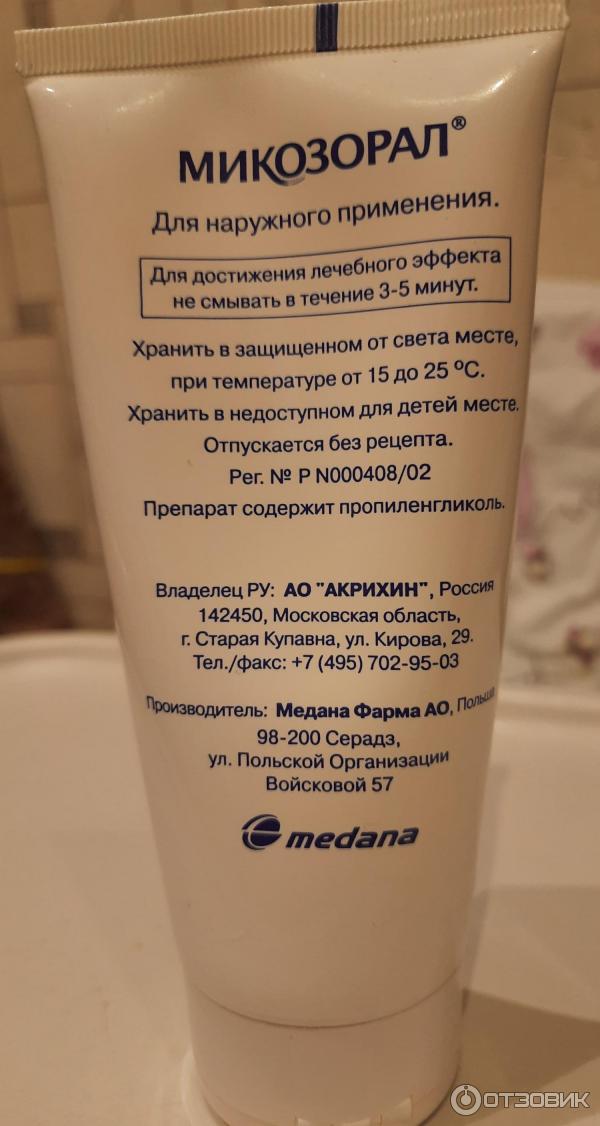 МИКОЗОРАЛ®
Для наружного применения.
Для достижения лечебного эффекта
не смывать в течение 3-5 минут.
Хранить в защищенном от света месте,
при температуре от 15 до 25 °С.
Хранить в недоступном для детей месте.
Отпускается без рецепта.
Рег. № Р N000408/02
Препарат содержит пропиленгликоль.
Владелец РУ: АО "АКРИХИН", Россия
142450, Московская область,
г. Старая Купавна, ул. Кирова, 29.
Тел./факс: +7 (495) 702-95-03
Производитель: Медана Фарма АО, Польша
98-200 Серадз,
ул. Польской Организации
Войсковой 57
medana
ОТЗОВИК